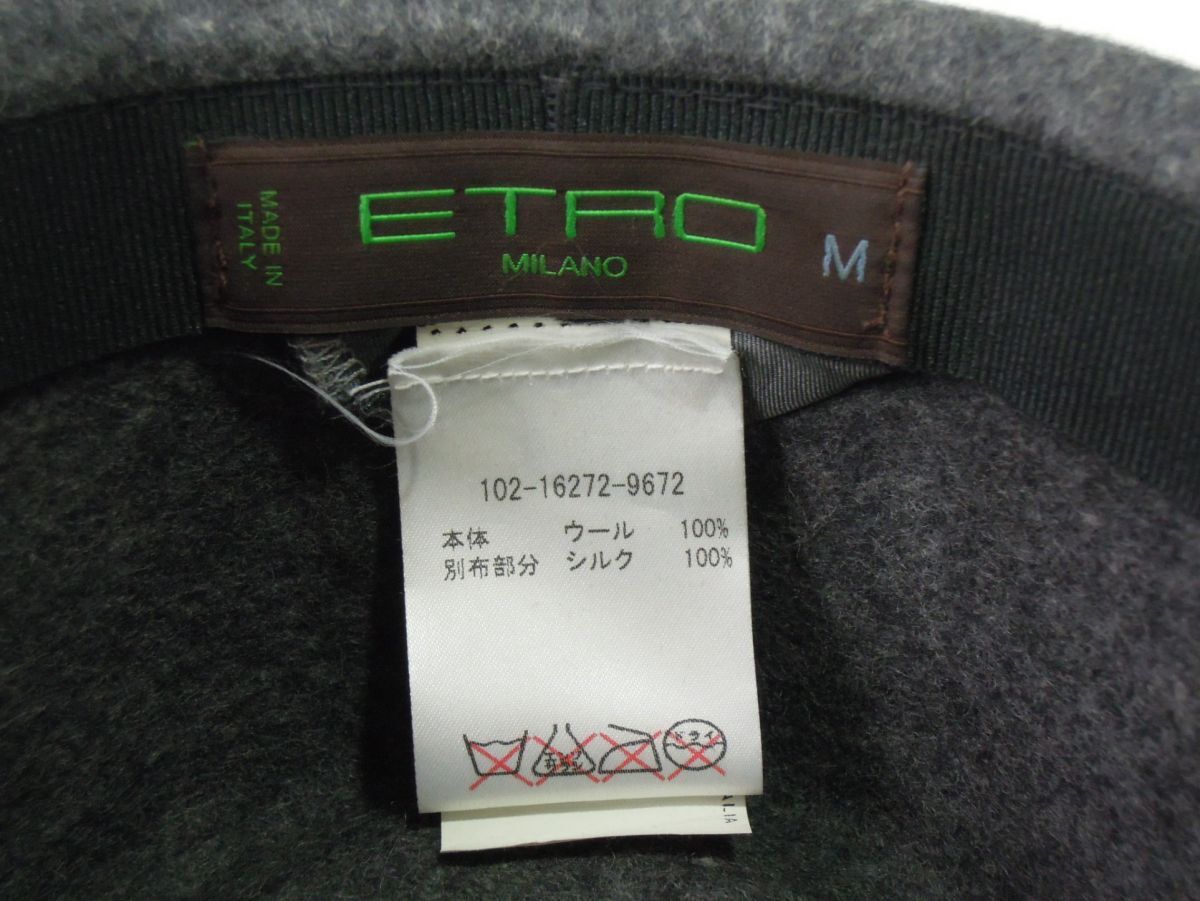 MADE IN
ITALY
ETRO
MILANO
M
102-16272-9672
本体 ウール 100%
別布部分 シルク 100%
ドライ
ALIA